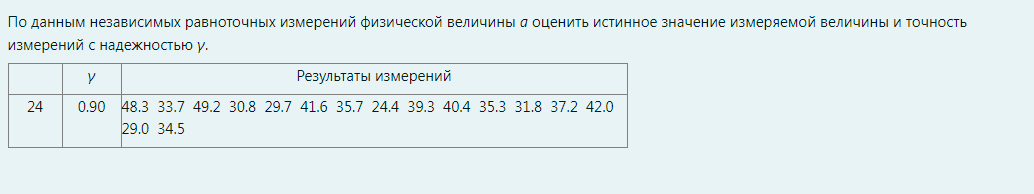 По данным независимых равноточных измерений физической величины a оценить истинное значение измеряемой величины и точность
измерений с надежностью γ.
γ Результаты измерений
24 0.90 48.3 33.7 49.2 30.8 29.7 41.6 35.7 24.4 39.3 40.4 35.3 31.8 37.2 42.0
29.0 34.5